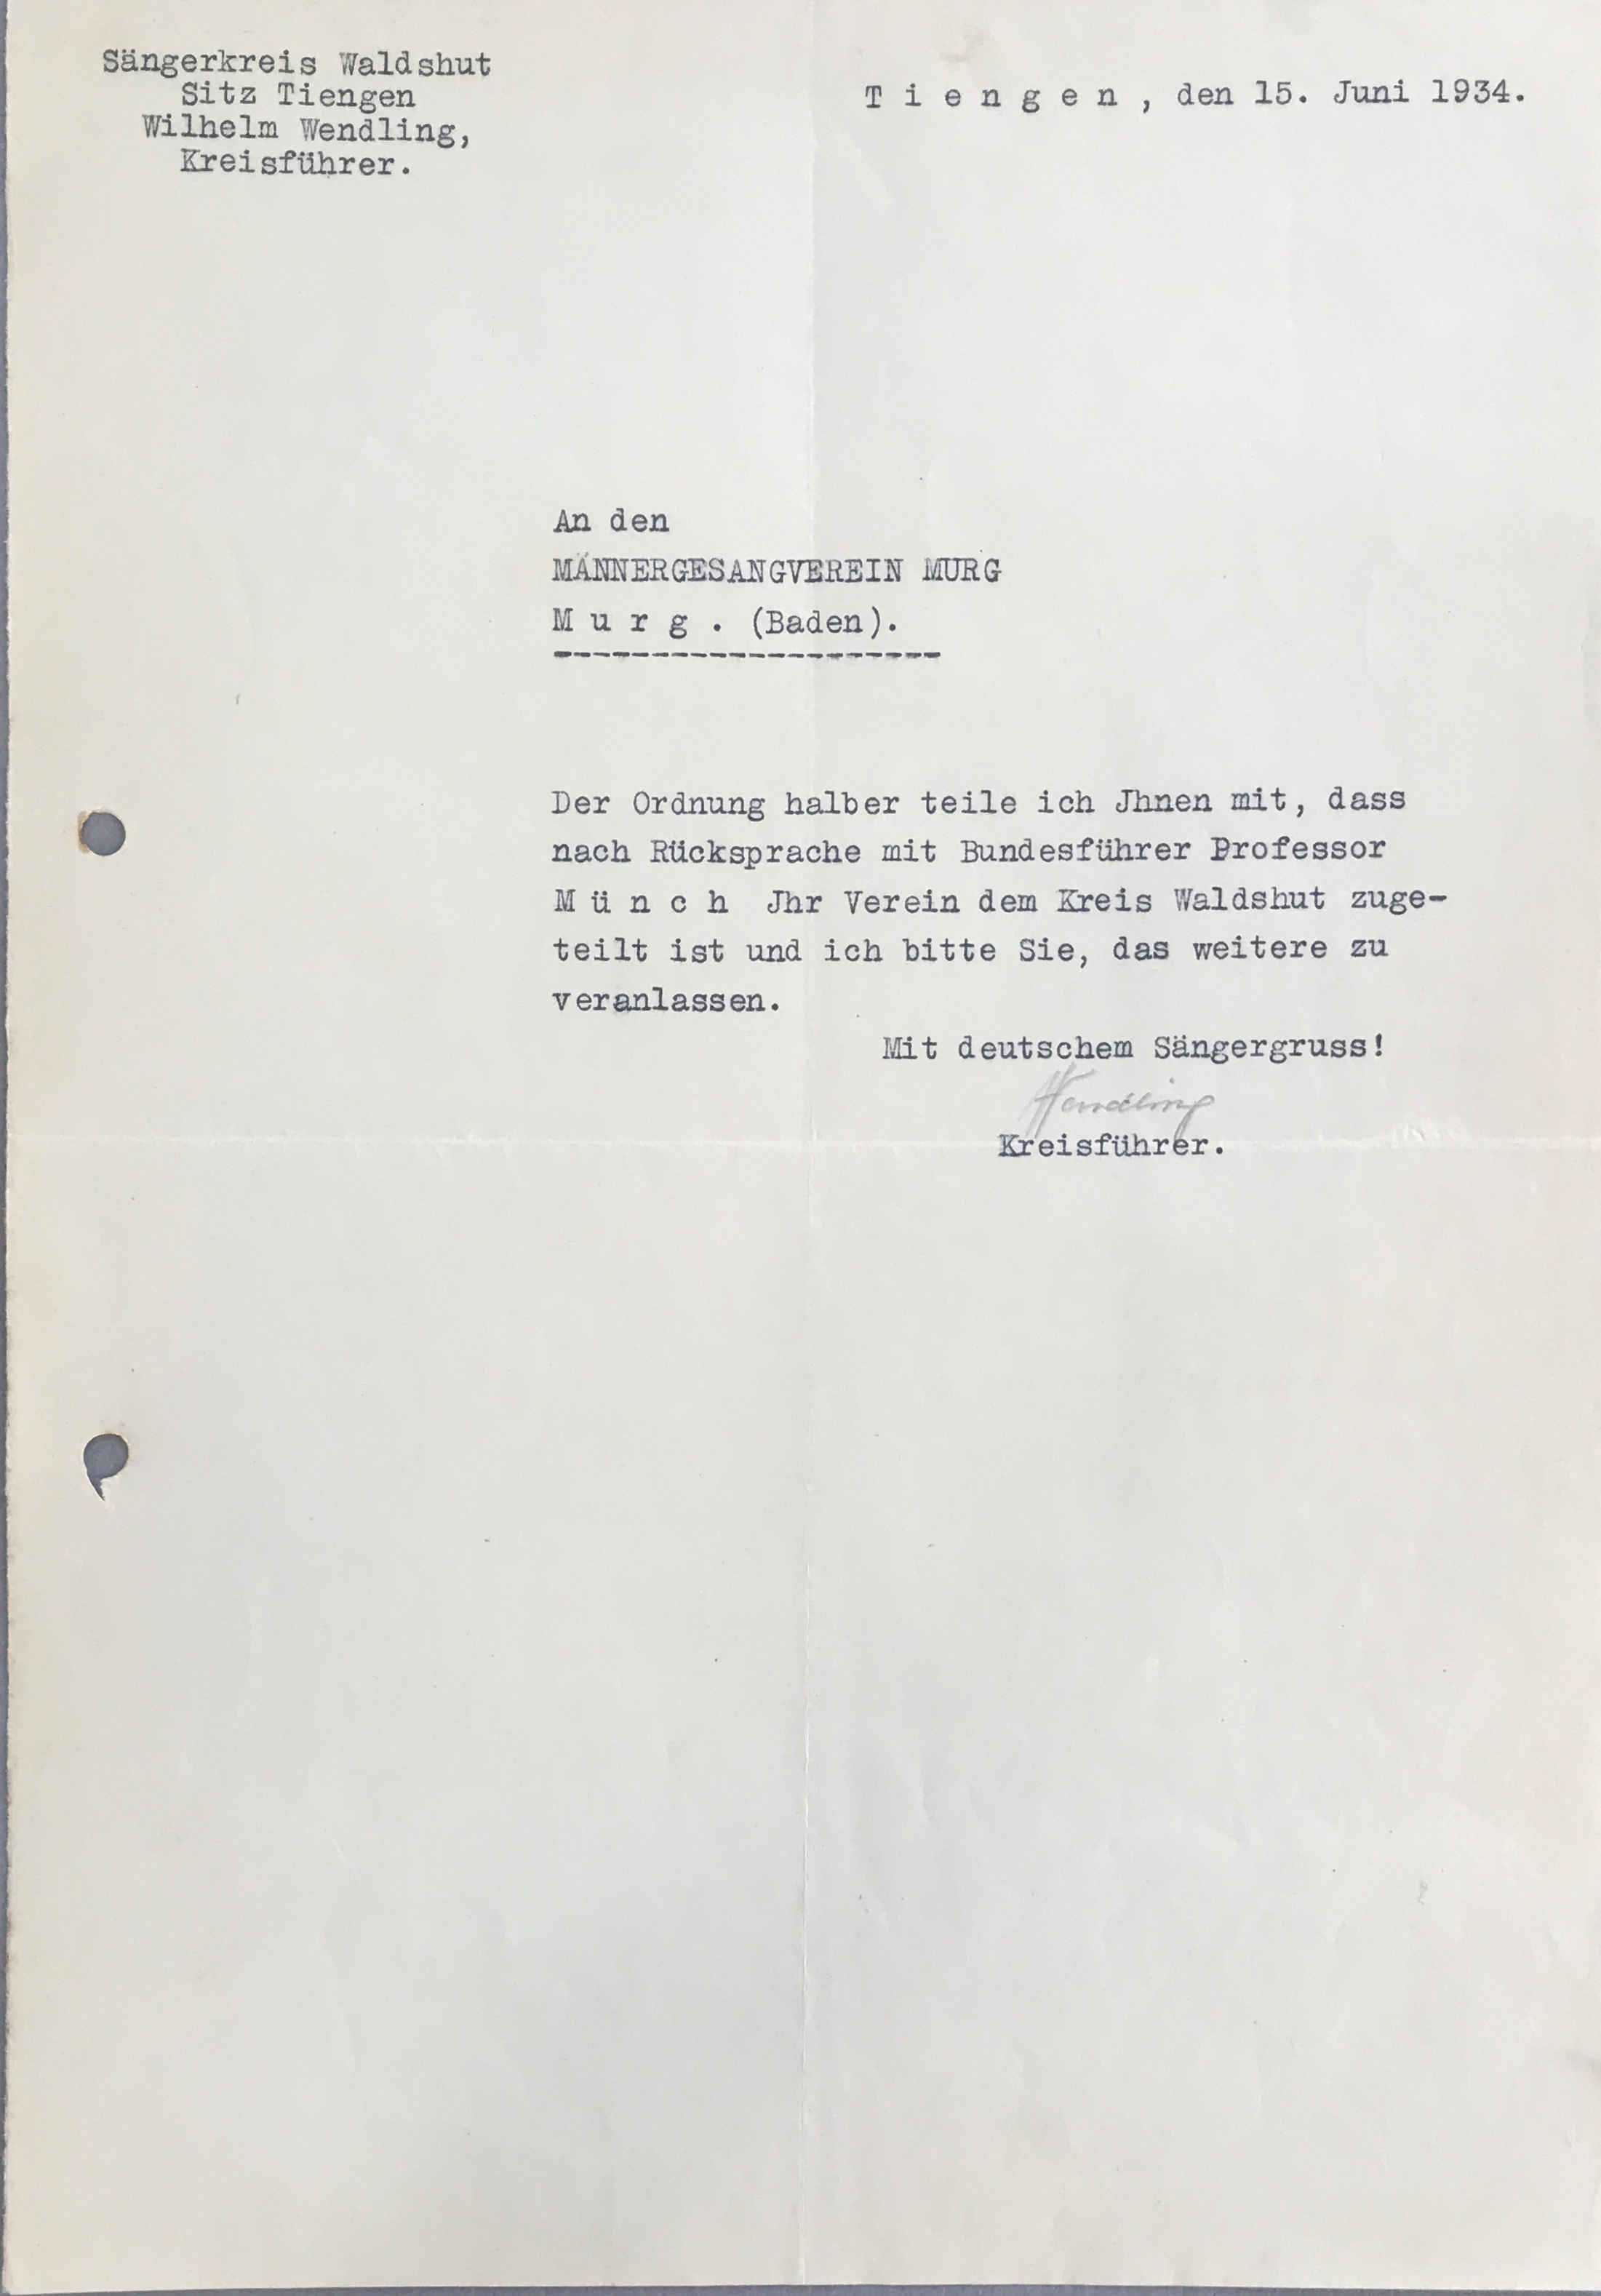 Sängerkreis Waldshut
Sitz Tiengen
Wilhelm Wendling,
Kreisführer.
T i e n g e n , den 15. Juni 1934.
An den
MÄNNERGESANGVEREIN MURG
M u r g . (Baden).
--------------------
Der Ordnung halber teile ich Jhnen mit, dass
nach Rücksprache mit Bundesführer Professor
M ü n c h Jhr Verein dem Kreis Waldshut zuge-
teilt ist und ich bitte Sie, das weitere zu
veranlassen.
Mit deutschem Sängergruss!
Wendling
Kreisführer.